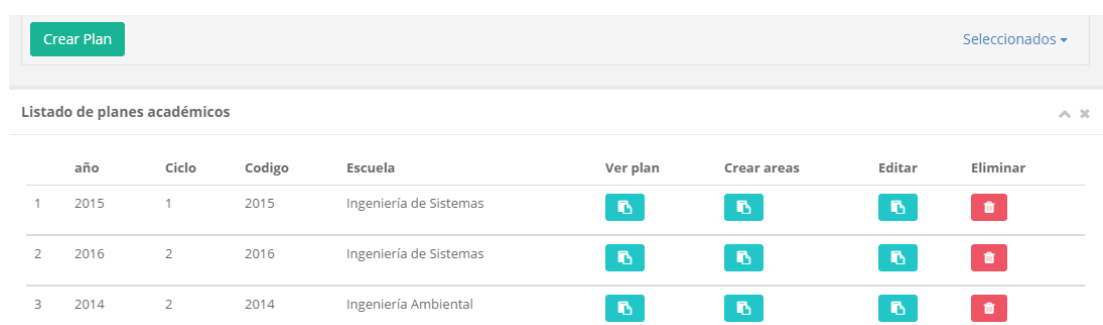 Crear Plan Seleccionados
Listado de planes académicos
año Ciclo Codigo Escuela Ver plan Crear areas Editar Eliminar
1 2015 1 2015 Ingeniería de Sistemas
2 2016 2 2016 Ingeniería de Sistemas
3 2014 2 2014 Ingeniería Ambiental